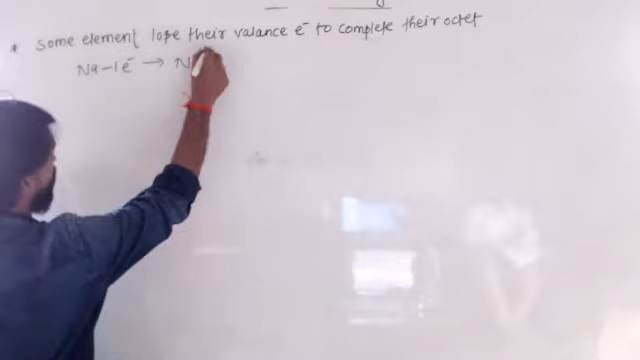 * Some element lose their valance e⁻ to complete their octet
Na-1e⁻ → N